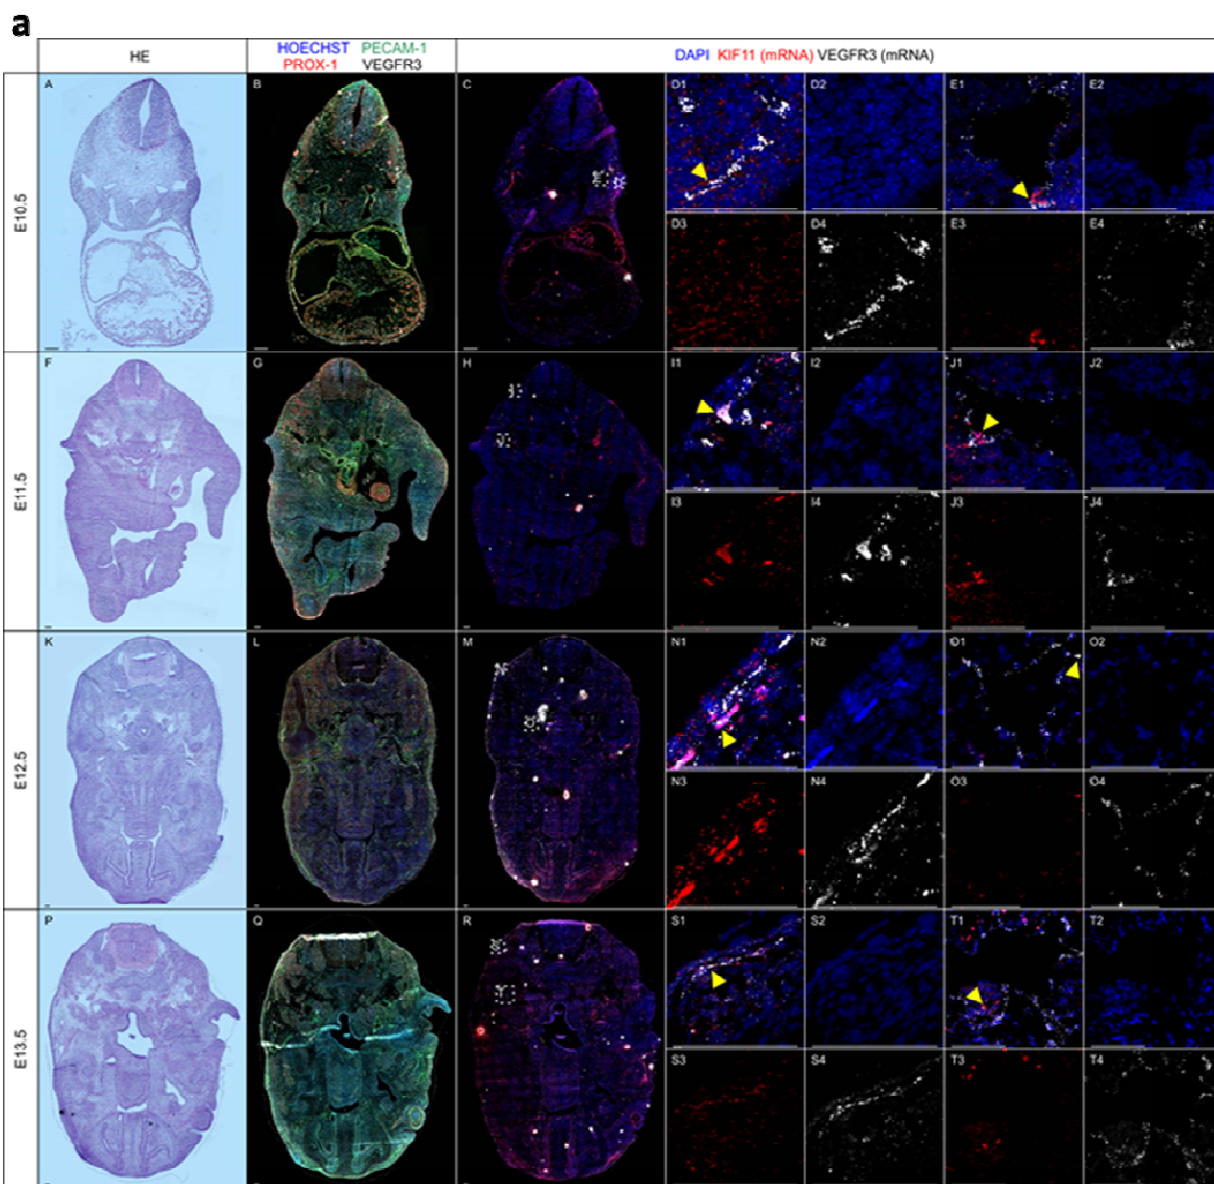 a
HE
HOECHST PECAM-1
PROX-1 VEGFR3
DAPI KIF11 (mRNA) VEGFR3 (mRNA)
E10.5
A
B
C
D1
D2
E1
E2
D3
D4
E3
E4
E11.5
F
G
H
I1
I2
J1
J2
I3
I4
J3
J4
E12.5
K
L
M
N1
N2
O1
O2
N3
N4
O3
O4
E13.5
P
Q
R
S1
S2
T1
T2
S3
S4
T3
T4